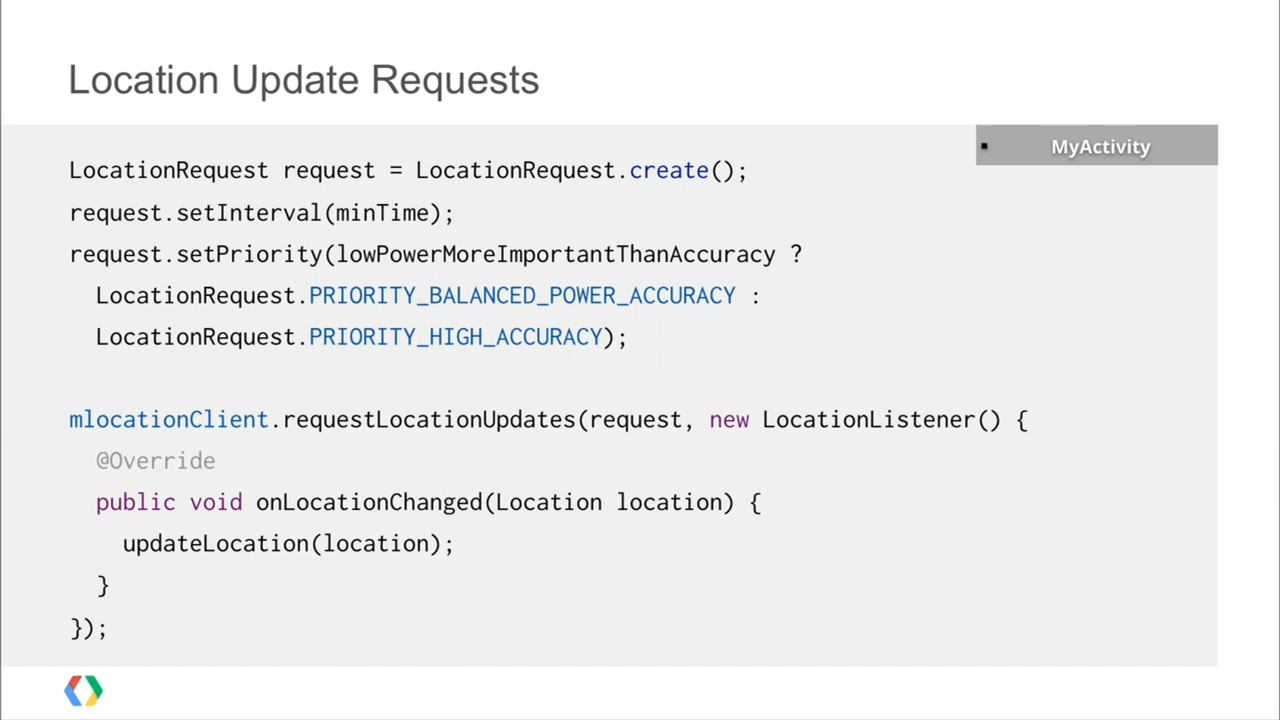 Location Update Requests
MyActivity
LocationRequest request = LocationRequest.create();
request.setInterval(minTime);
request.setPriority(lowPowerMoreImportantThanAccuracy ?
LocationRequest.PRIORITY_BALANCED_POWER_ACCURACY :
LocationRequest.PRIORITY_HIGH_ACCURACY);
mlocationClient.requestLocationUpdates(request, new LocationListener() {
@Override
public void onLocationChanged(Location location) {
updateLocation(location);
}
});